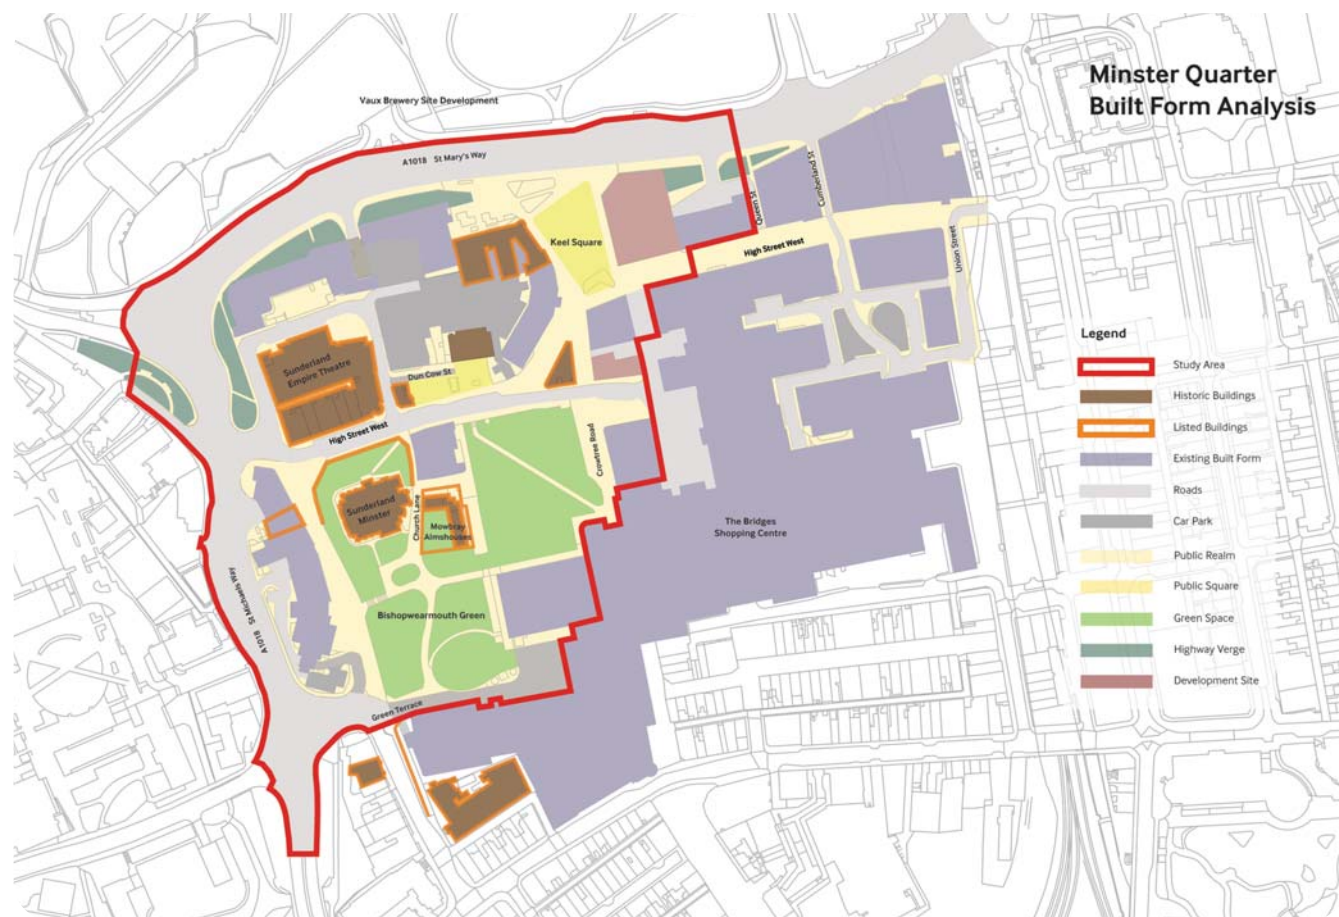 Minster Quarter
Built Form Analysis
Vaux Brewery Site Development
A1018 St Mary's Way
Cumberland St
Queen St
Keel Square
High Street West
Union Street
Sunderland
Empire Theatre
Dun Cow St
High Street West
Crowtree Road
Sunderland
Minster
Church Lane
Mowbray
Almshouses
The Bridges
Shopping Centre
A1018 St Michaels Way
Bishopwearmouth Green
Green Terrace
Legend
Study Area
Historic Buildings
Listed Buildings
Existing Built Form
Roads
Car Park
Public Realm
Public Square
Green Space
Highway Verge
Development Site